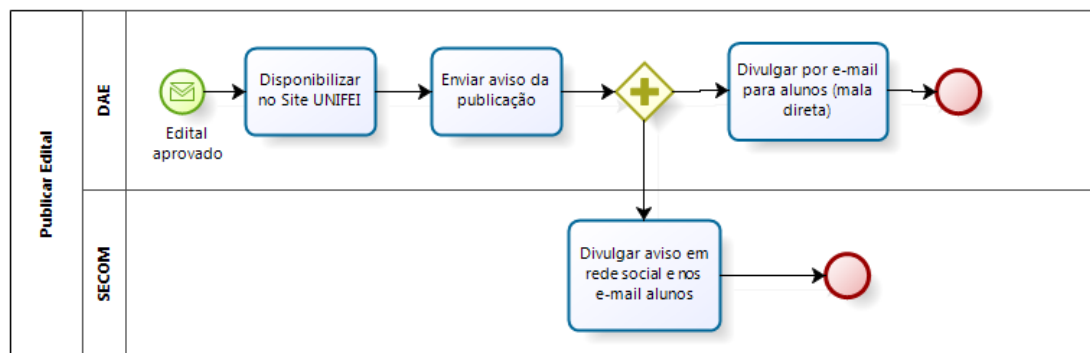 Publicar Edital
DAE
Edital
aprovado
Disponibilizar
no Site UNIFEI
Enviar aviso da
publicação
Divulgar por e-mail
para alunos (mala
direta)
SECOM
Divulgar aviso em
rede social e nos
e-mail alunos